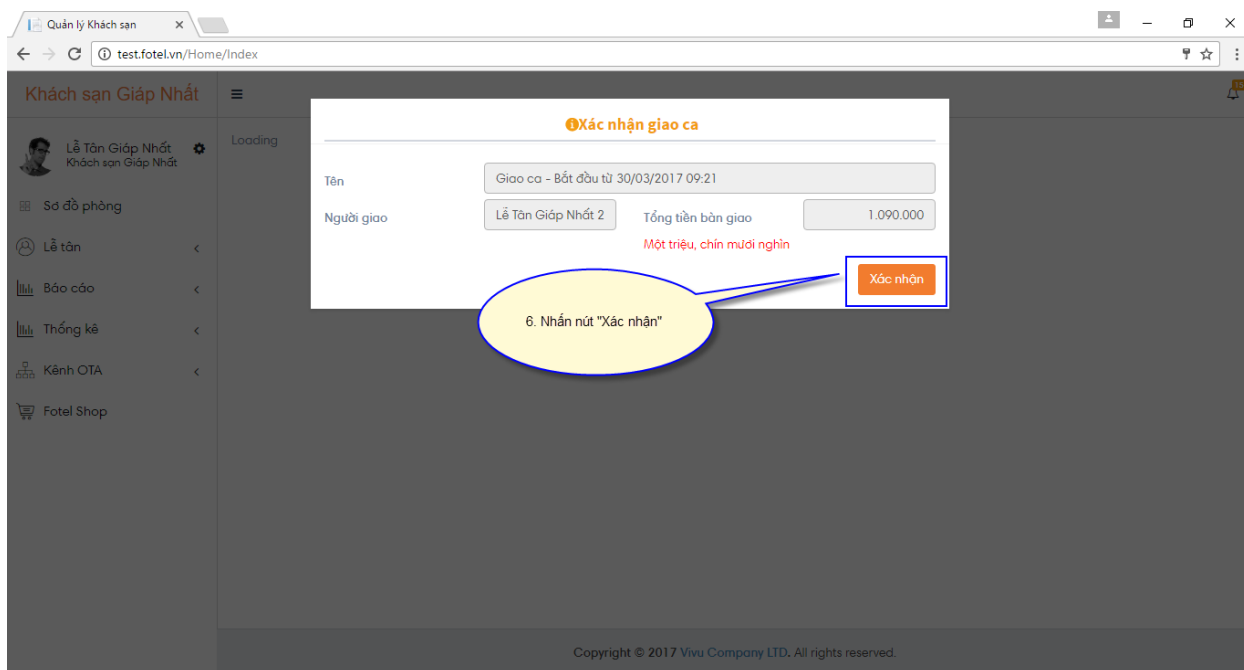 Quản lý Khách sạn
test.fotel.vn/Home/Index
Khách sạn Giáp Nhất
Lễ Tân Giáp Nhất
Khách sạn Giáp Nhất
Loading
Sơ đồ phòng
Lễ tân
Báo cáo
Thống kê
Kênh OTA
Fotel Shop
Xác nhận giao ca
Tên
Giao ca - Bắt đầu từ 30/03/2017 09:21
Người giao
Lễ Tân Giáp Nhất 2
Tổng tiền bàn giao
1.090.000
Một triệu, chín mươi nghìn
Xác nhận
6. Nhấn nút "Xác nhận"
Copyright © 2017 Vivu Company LTD. All rights reserved.